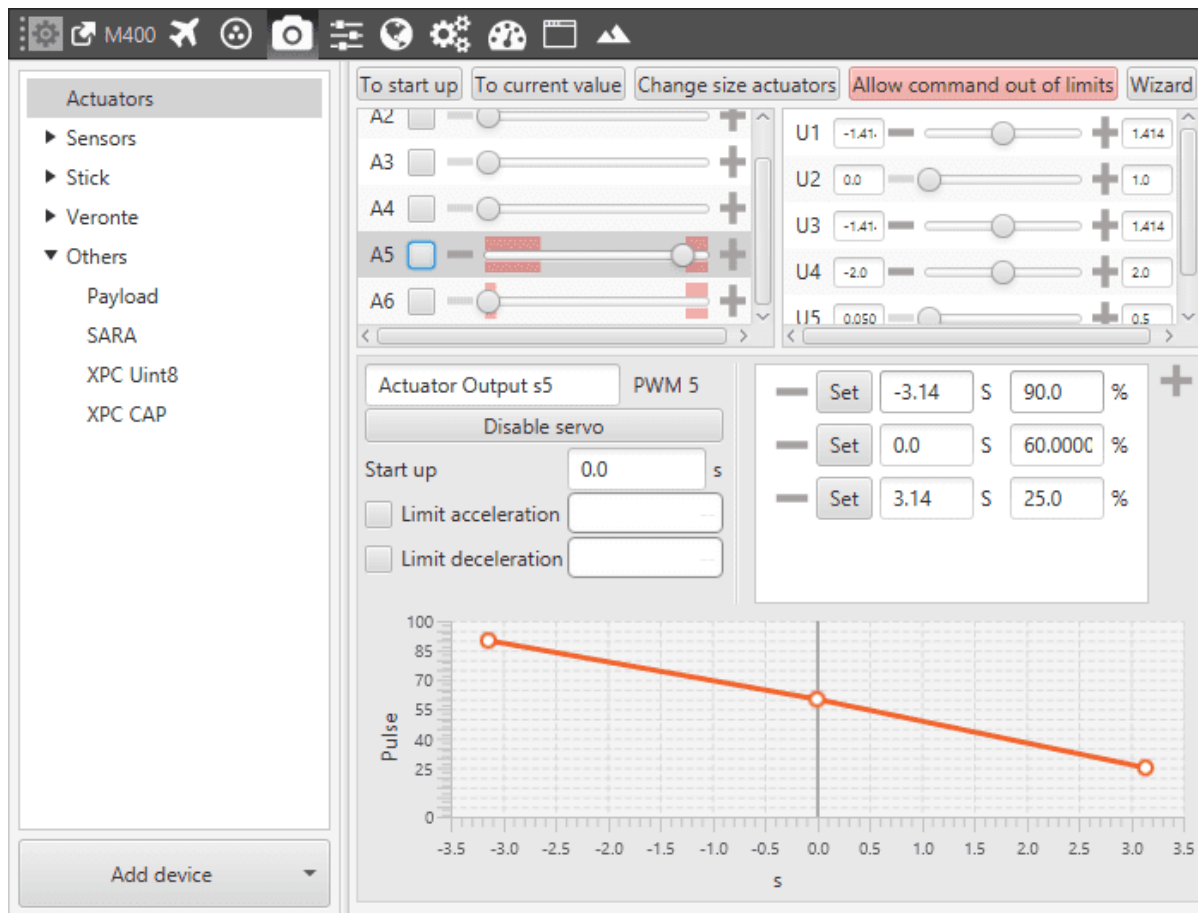 M400
Actuators
Sensors
Stick
Veronte
Others
Payload
SARA
XPC Uint8
XPC CAP
Add device
To start up To current value Change size actuators Allow command out of limits Wizard
A2
A3
A4
A5
A6
U1 -1.41 1.414
U2 0.0 1.0
U3 -1.41 1.414
U4 -2.0 2.0
U5 0.050 0.5
Actuator Output s5 PWM 5
Disable servo
Start up 0.0 s
Limit acceleration --
Limit deceleration --
Set -3.14 S 90.0 %
Set 0.0 S 60.0000 %
Set 3.14 S 25.0 %
Pulse
100
85
70
55
40
25
0
-3.5 -3.0 -2.5 -2.0 -1.5 -1.0 -0.5 0.0 0.5 1.0 1.5 2.0 2.5 3.0 3.5
s